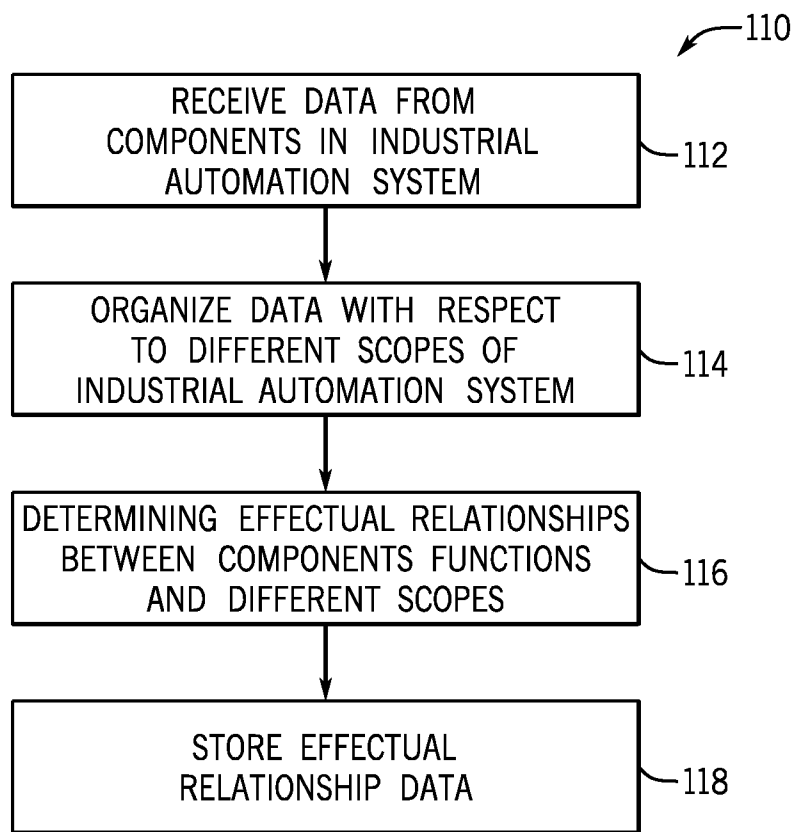 110
RECEIVE DATA FROM
COMPONENTS IN INDUSTRIAL
AUTOMATION SYSTEM
112
ORGANIZE DATA WITH RESPECT
TO DIFFERENT SCOPES OF
INDUSTRIAL AUTOMATION SYSTEM
114
DETERMINING EFFECTUAL RELATIONSHIPS
BETWEEN COMPONENTS FUNCTIONS
AND DIFFERENT SCOPES
116
STORE EFFECTUAL
RELATIONSHIP DATA
118